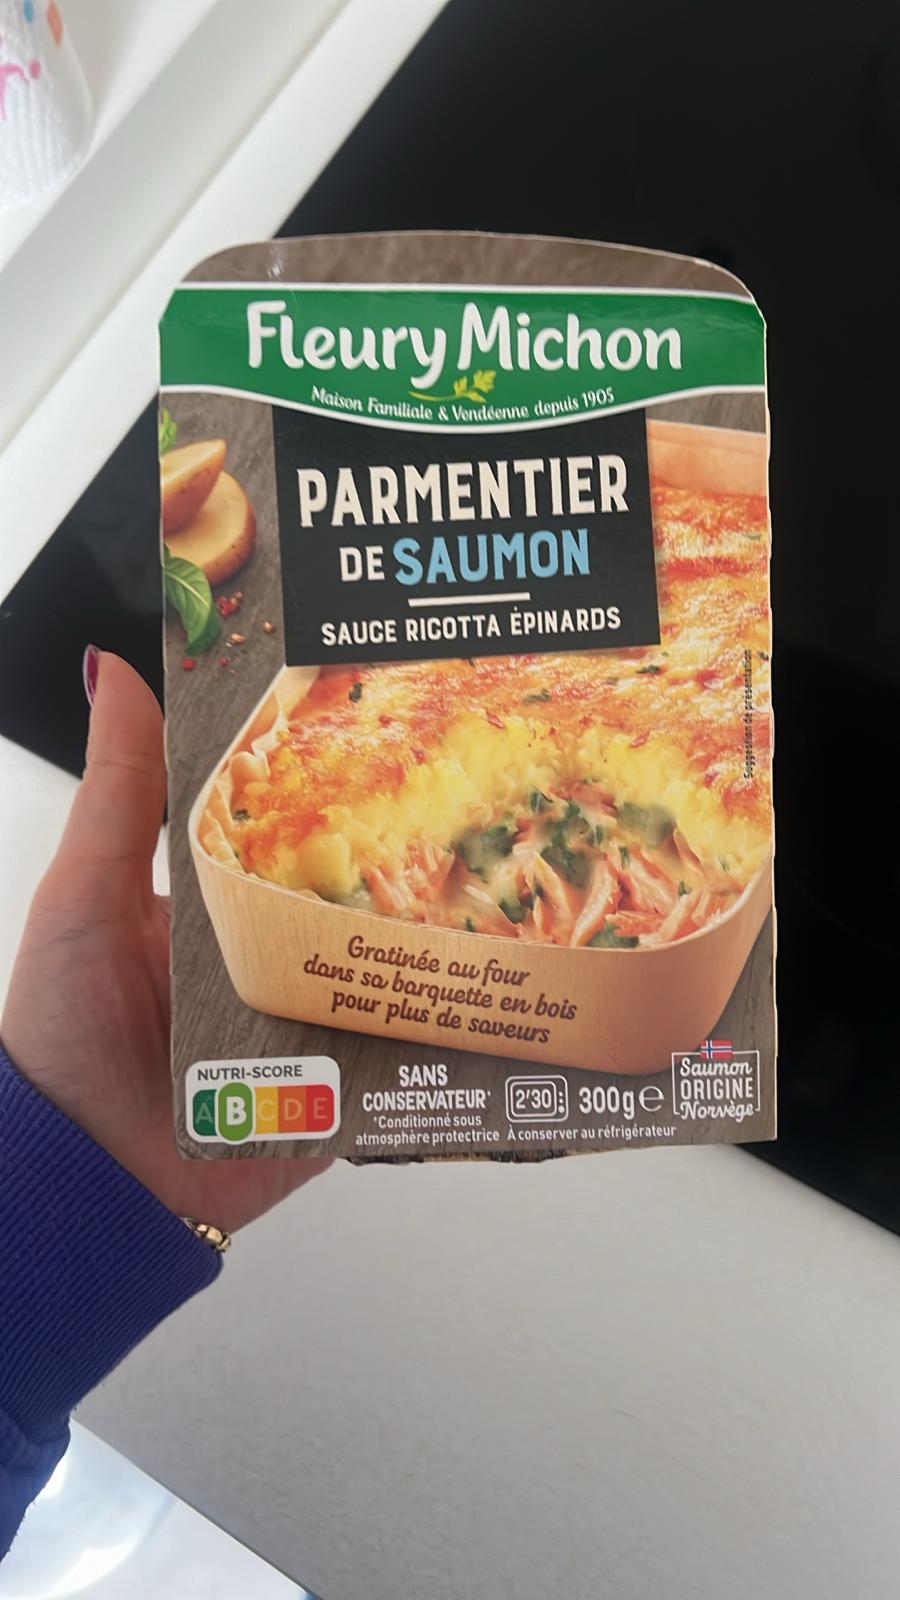 Fleury Michon
Maison Familiale & Vendéenne depuis 1905
PARMENTIER
DE SAUMON
SAUCE RICOTTA ÉPINARDS
Suggestion de présentation
Gratinée au four
dans sa barquette en bois
pour plus de saveurs
NUTRI-SCORE
A B C D E
SANS
CONSERVATEUR*
*Conditionné sous
atmosphère protectrice
2'30
300g e
À conserver au réfrigérateur
Saumon
ORIGINE
Norvège